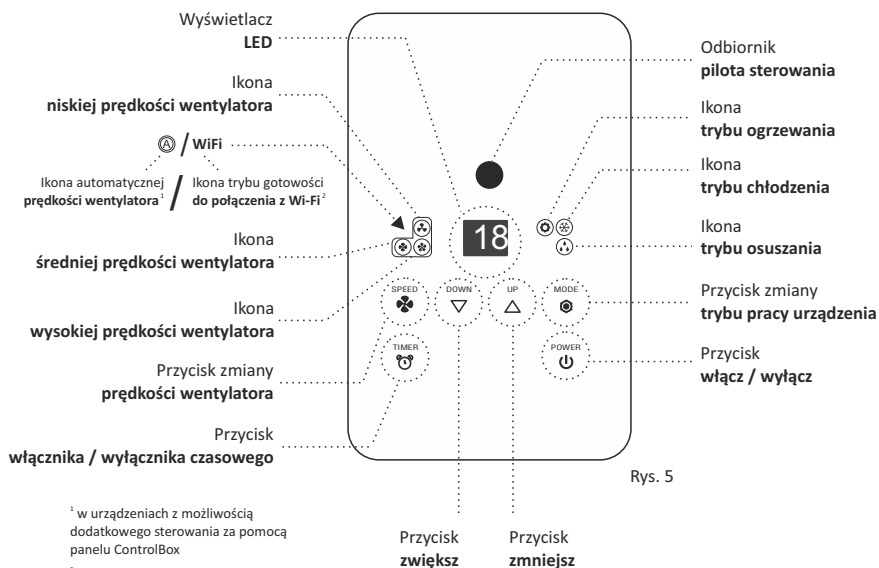 Wyświetlacz
LED
Ikona
niskiej prędkości wentylatora
Ⓐ / WiFi
Ikona automatycznej
prędkości wentylatora¹
/
Ikona trybu gotowości
do połączenia z Wi-Fi²
Ikona
średniej prędkości wentylatora
Ikona
wysokiej prędkości wentylatora
Przycisk zmiany
prędkości wentylatora
Przycisk
włącznika / wyłącznika czasowego
18
SPEED
DOWN
UP
MODE
TIMER
POWER
Odbiornik
pilota sterowania
Ikona
trybu ogrzewania
Ikona
trybu chłodzenia
Ikona
trybu osuszania
Przycisk zmiany
trybu pracy urządzenia
Przycisk
włącz / wyłącz
Rys. 5
¹ w urządzeniach z możliwością
dodatkowego sterowania za pomocą
panelu ControlBox
Przycisk
zwiększ
Przycisk
zmniejsz